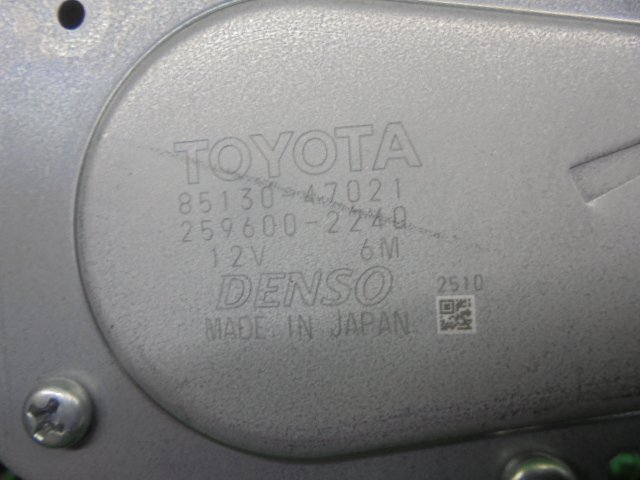 TOYOTA
85130-47021
259600-2240
12V 6M
DENSO
2510
MADE IN JAPAN